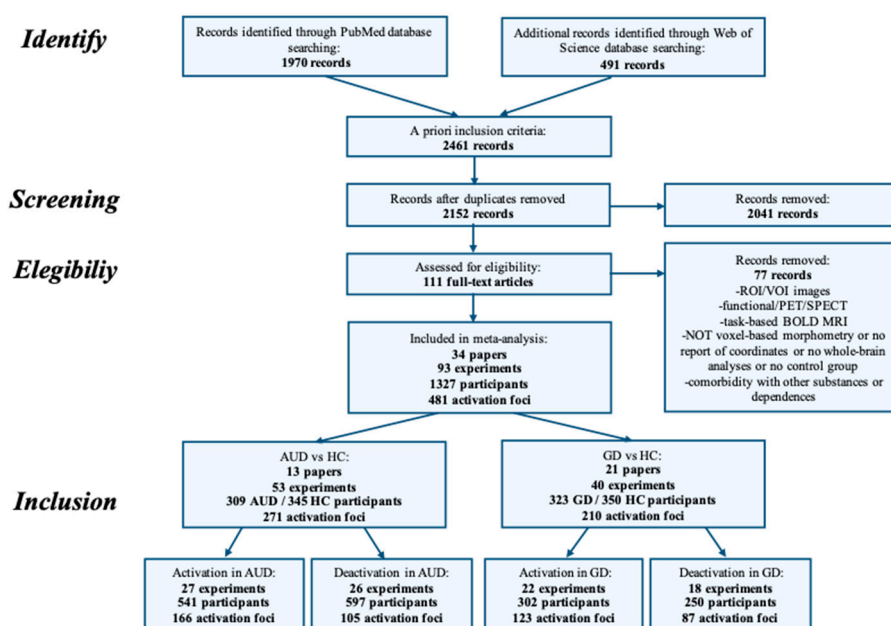 Identify
Records identified through PubMed database
searching:
1970 records
Additional records identified through Web of
Science database searching:
491 records
A priori inclusion criteria:
2461 records
Screening
Records after duplicates removed
2152 records
Records removed:
2041 records
Elegibiliy
Assessed for eligibility:
111 full-text articles
Records removed:
77 records
-ROI/VOI images
-functional/PET/SPECT
-task-based BOLD MRI
-NOT voxel-based morphometry or no
report of coordinates or no whole-brain
analyses or no control group
-comorbidity with other substances or
dependences
Included in meta-analysis:
34 papers
93 experiments
1327 participants
481 activation foci
Inclusion
AUD vs HC:
13 papers
53 experiments
309 AUD / 345 HC participants
271 activation foci
GD vs HC:
21 papers
40 experiments
323 GD / 350 HC participants
210 activation foci
Activation in AUD:
27 experiments
541 participants
166 activation foci
Deactivation in AUD:
26 experiments
597 participants
105 activation foci
Activation in GD:
22 experiments
302 participants
123 activation foci
Deactivation in GD:
18 experiments
250 participants
87 activation foci